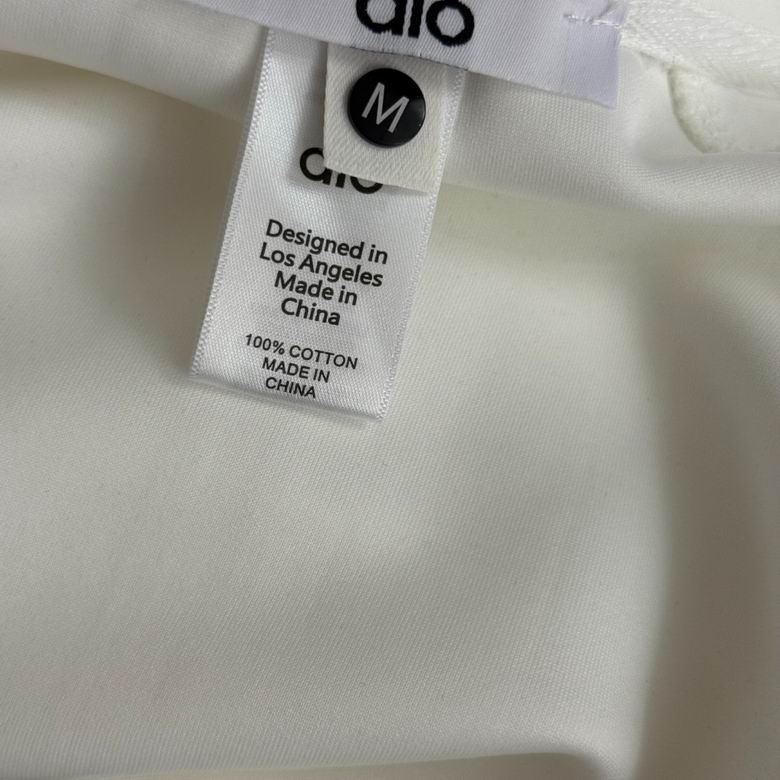 alo
M
alo
Designed in
Los Angeles
Made in
China
100% COTTON
MADE IN
CHINA